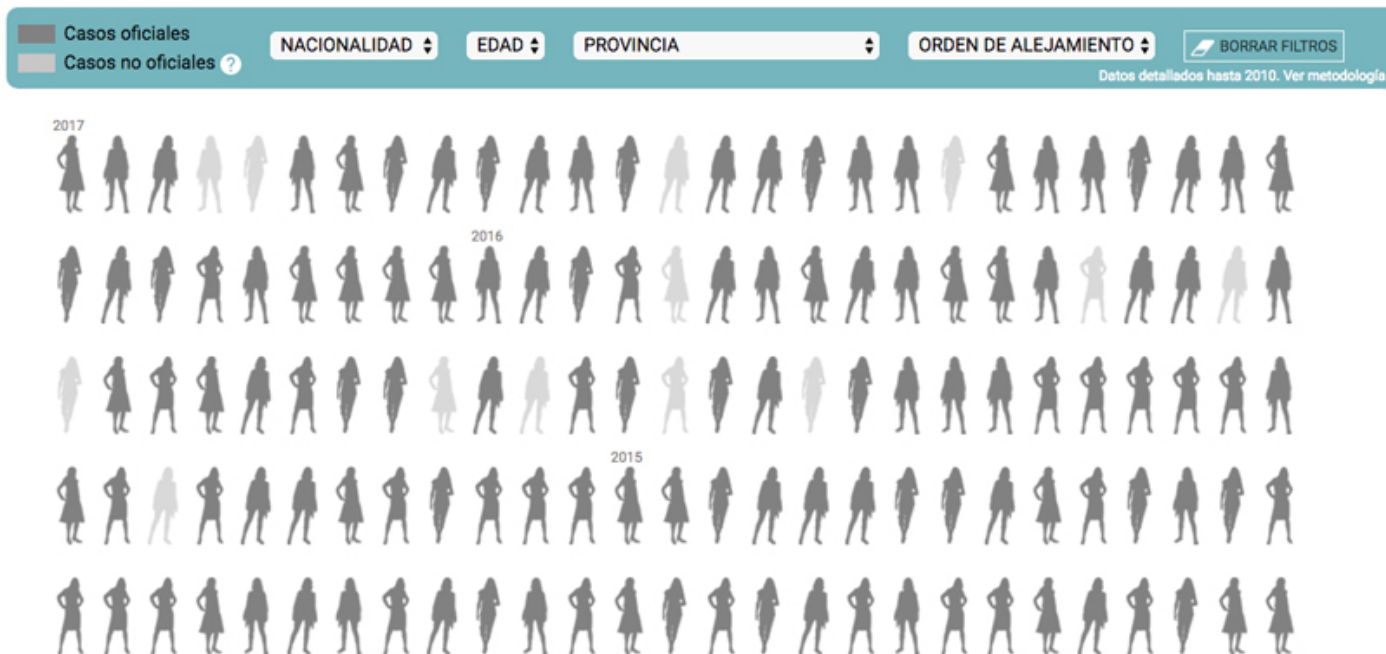 Casos oficiales
Casos no oficiales ?
NACIONALIDAD
EDAD
PROVINCIA
ORDEN DE ALEJAMIENTO
BORRAR FILTROS
Datos detallados hasta 2010. Ver metodología
2017
2016
2015